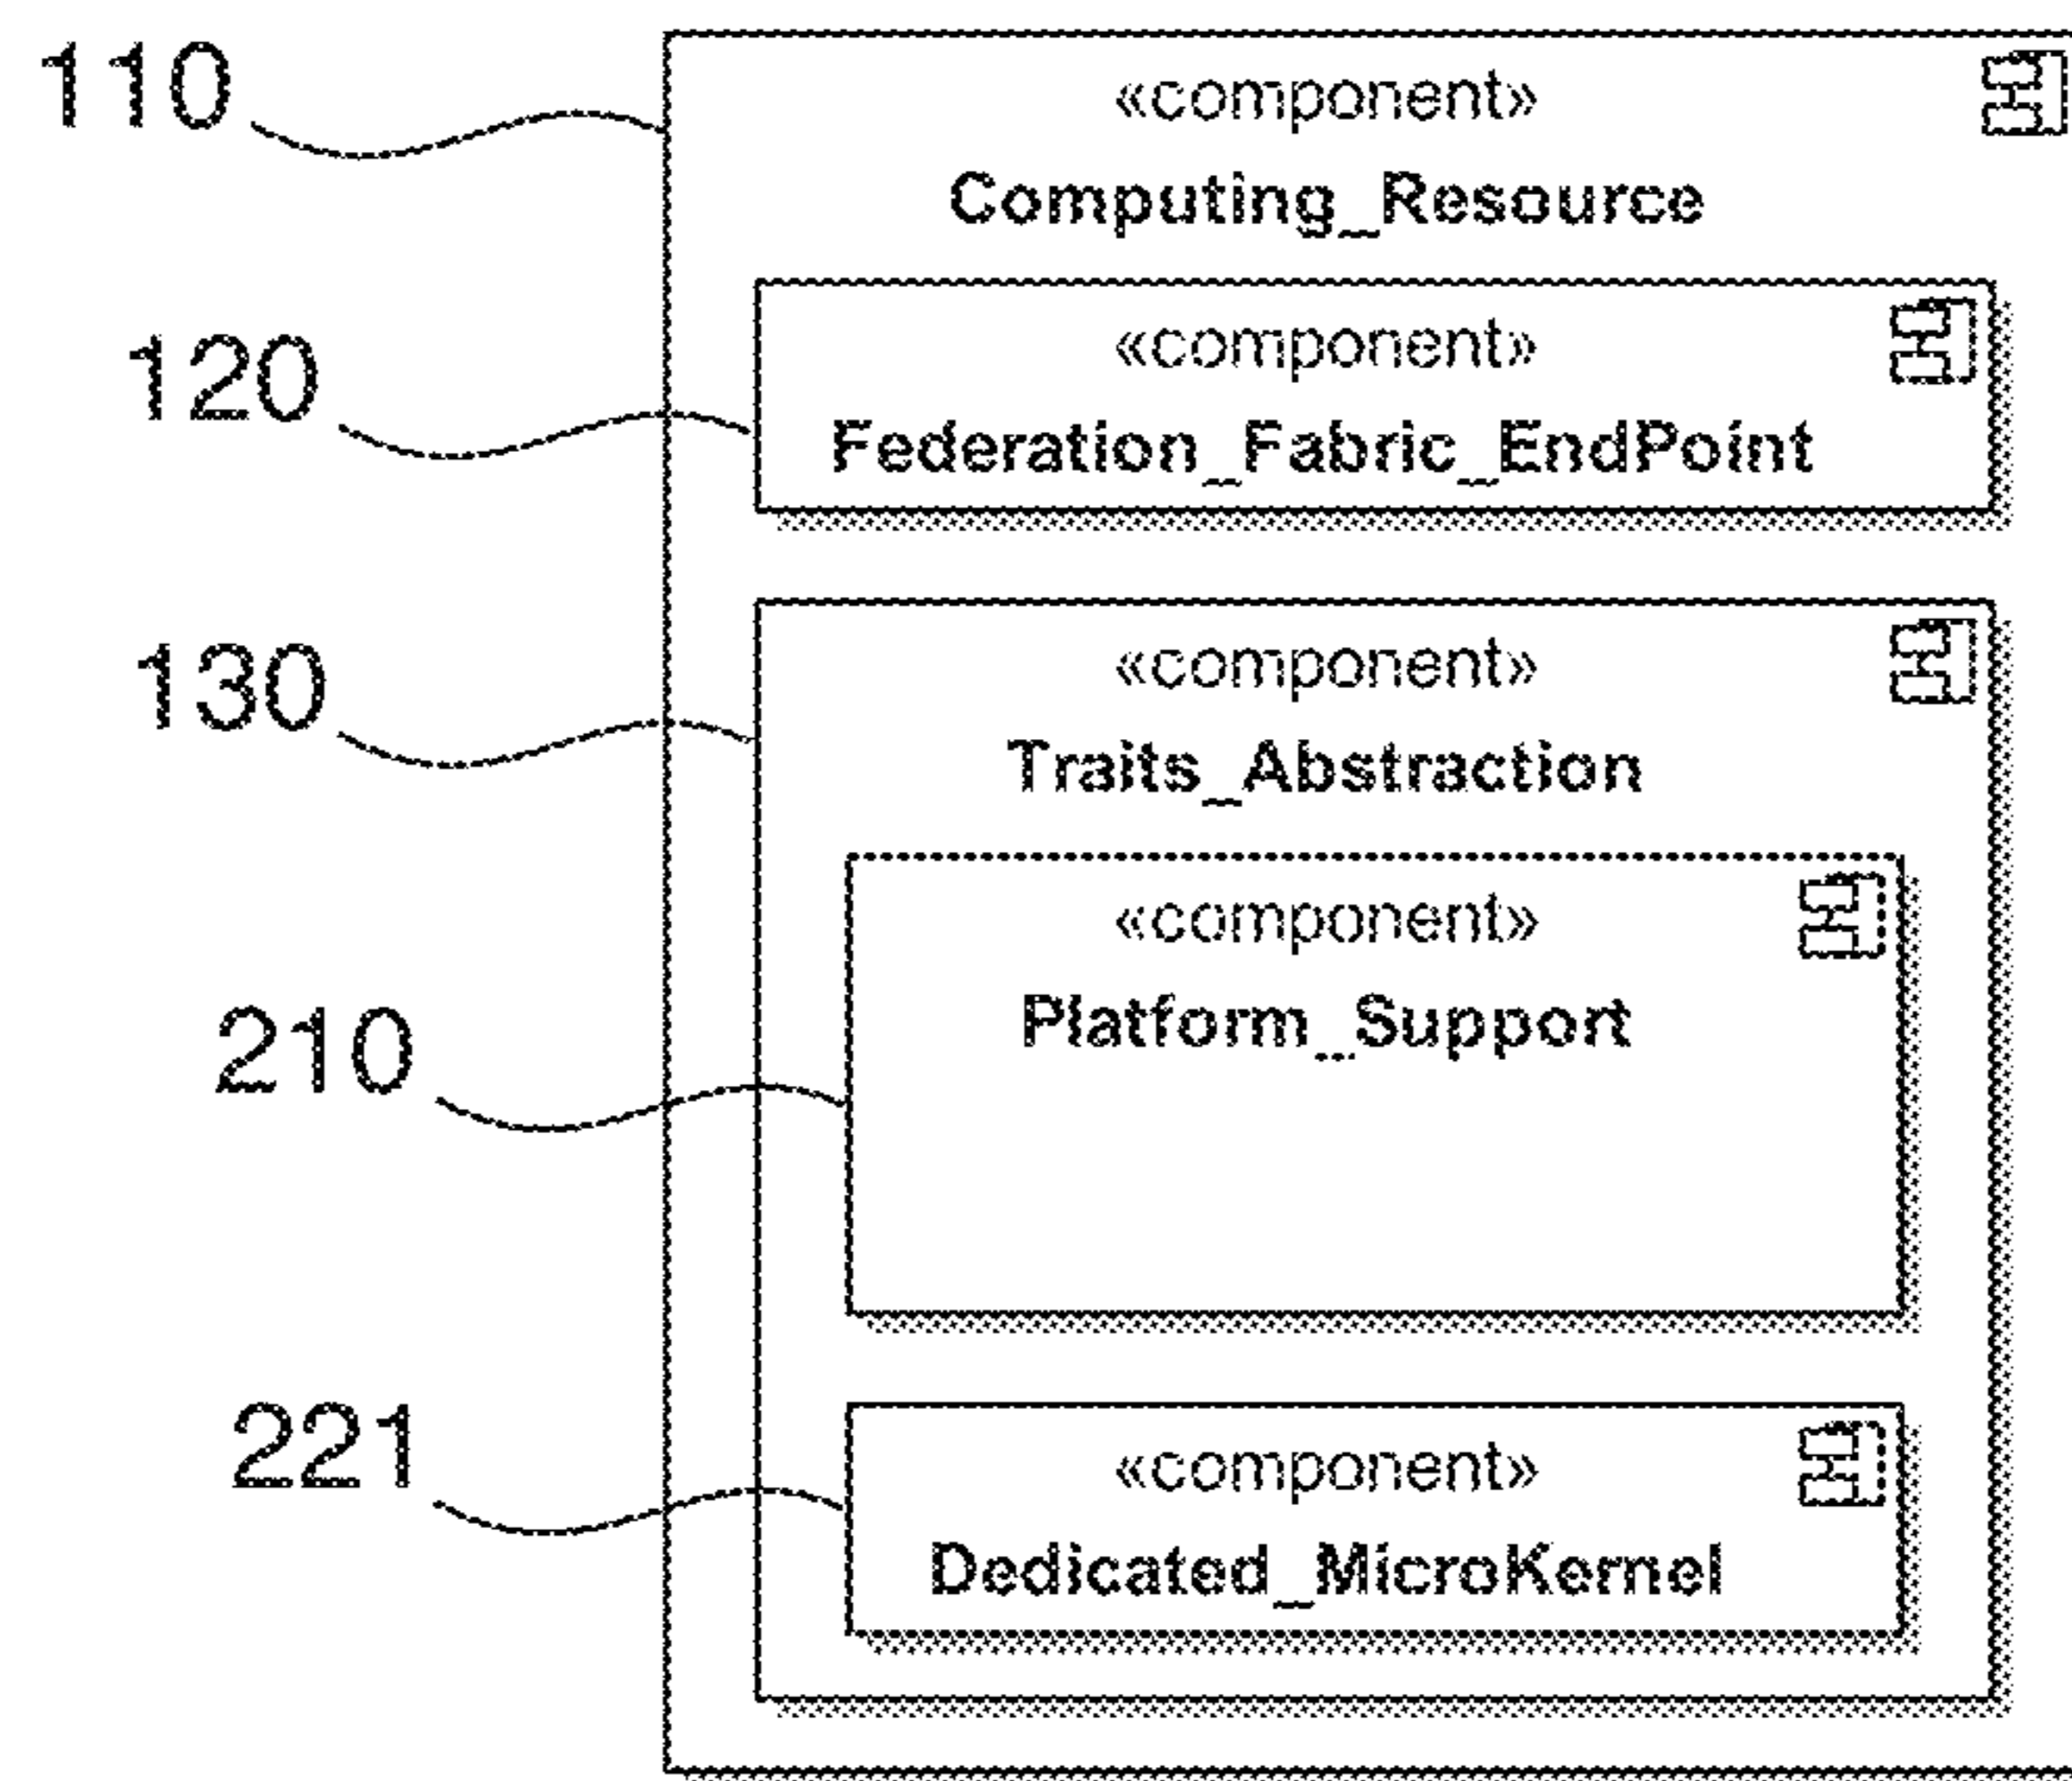 110
«component»
Computing_Resource
120
«component»
Federation_Fabric_EndPoint
130
«component»
Traits_Abstraction
210
«component»
Platform_Support
221
«component»
Dedicated_MicroKernel